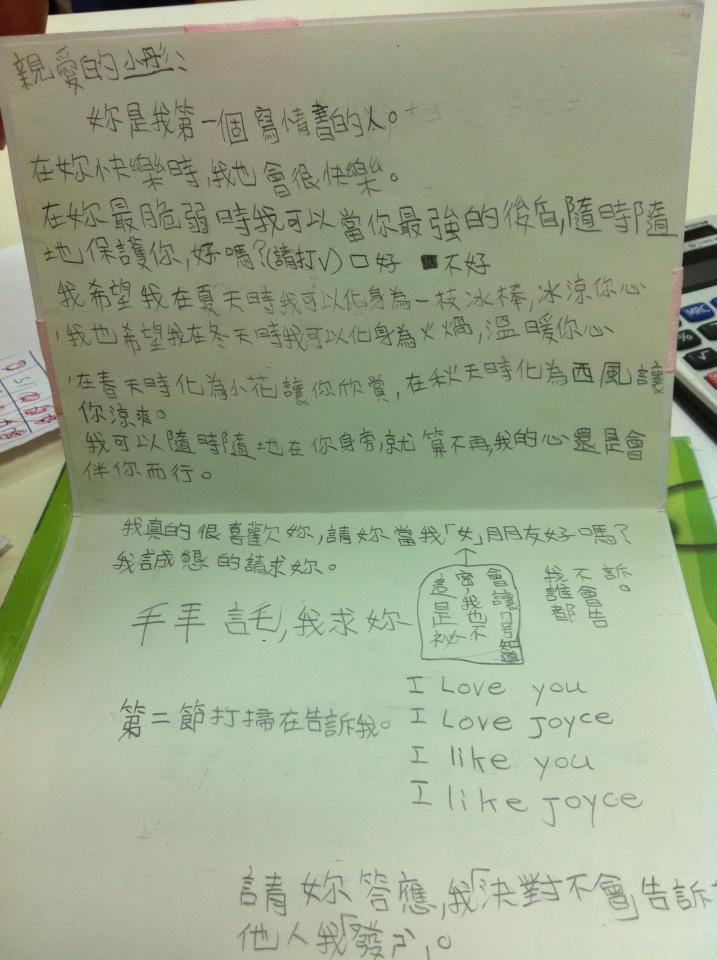 親愛的小彤:
妳是我第一個寫情書的人。
在妳快樂時,我也會很快樂。
在妳最脆弱時我可以當你最強的後盾,隨時隨
地保護你,好嗎?(請打V)口好 ■不好
我希望我在夏天時我可以化身為一枝冰棒,冰涼你心
,我也希望我在冬天時我可以化身為火鍋,溫暖你心
,在春天時化為小花讓你欣賞,在秋天時化為西風讓
你涼爽。
我可以隨時隨地在你身旁,就算不再,我的心還是會
伴你而行。
我真的很喜歡妳,請妳當我「女」朋友好嗎?
我誠懇的請求妳。
這是祕
密,我也不
會讓1号知道
我誰都
不會告
訴。
,我求妳
第二節打掃在告訴我。
I Love you
I Love Joyce
I like you
I like Joyce
請妳答應,我「決對不會」告訴
他人我「發ㄕˋ」。
MRC